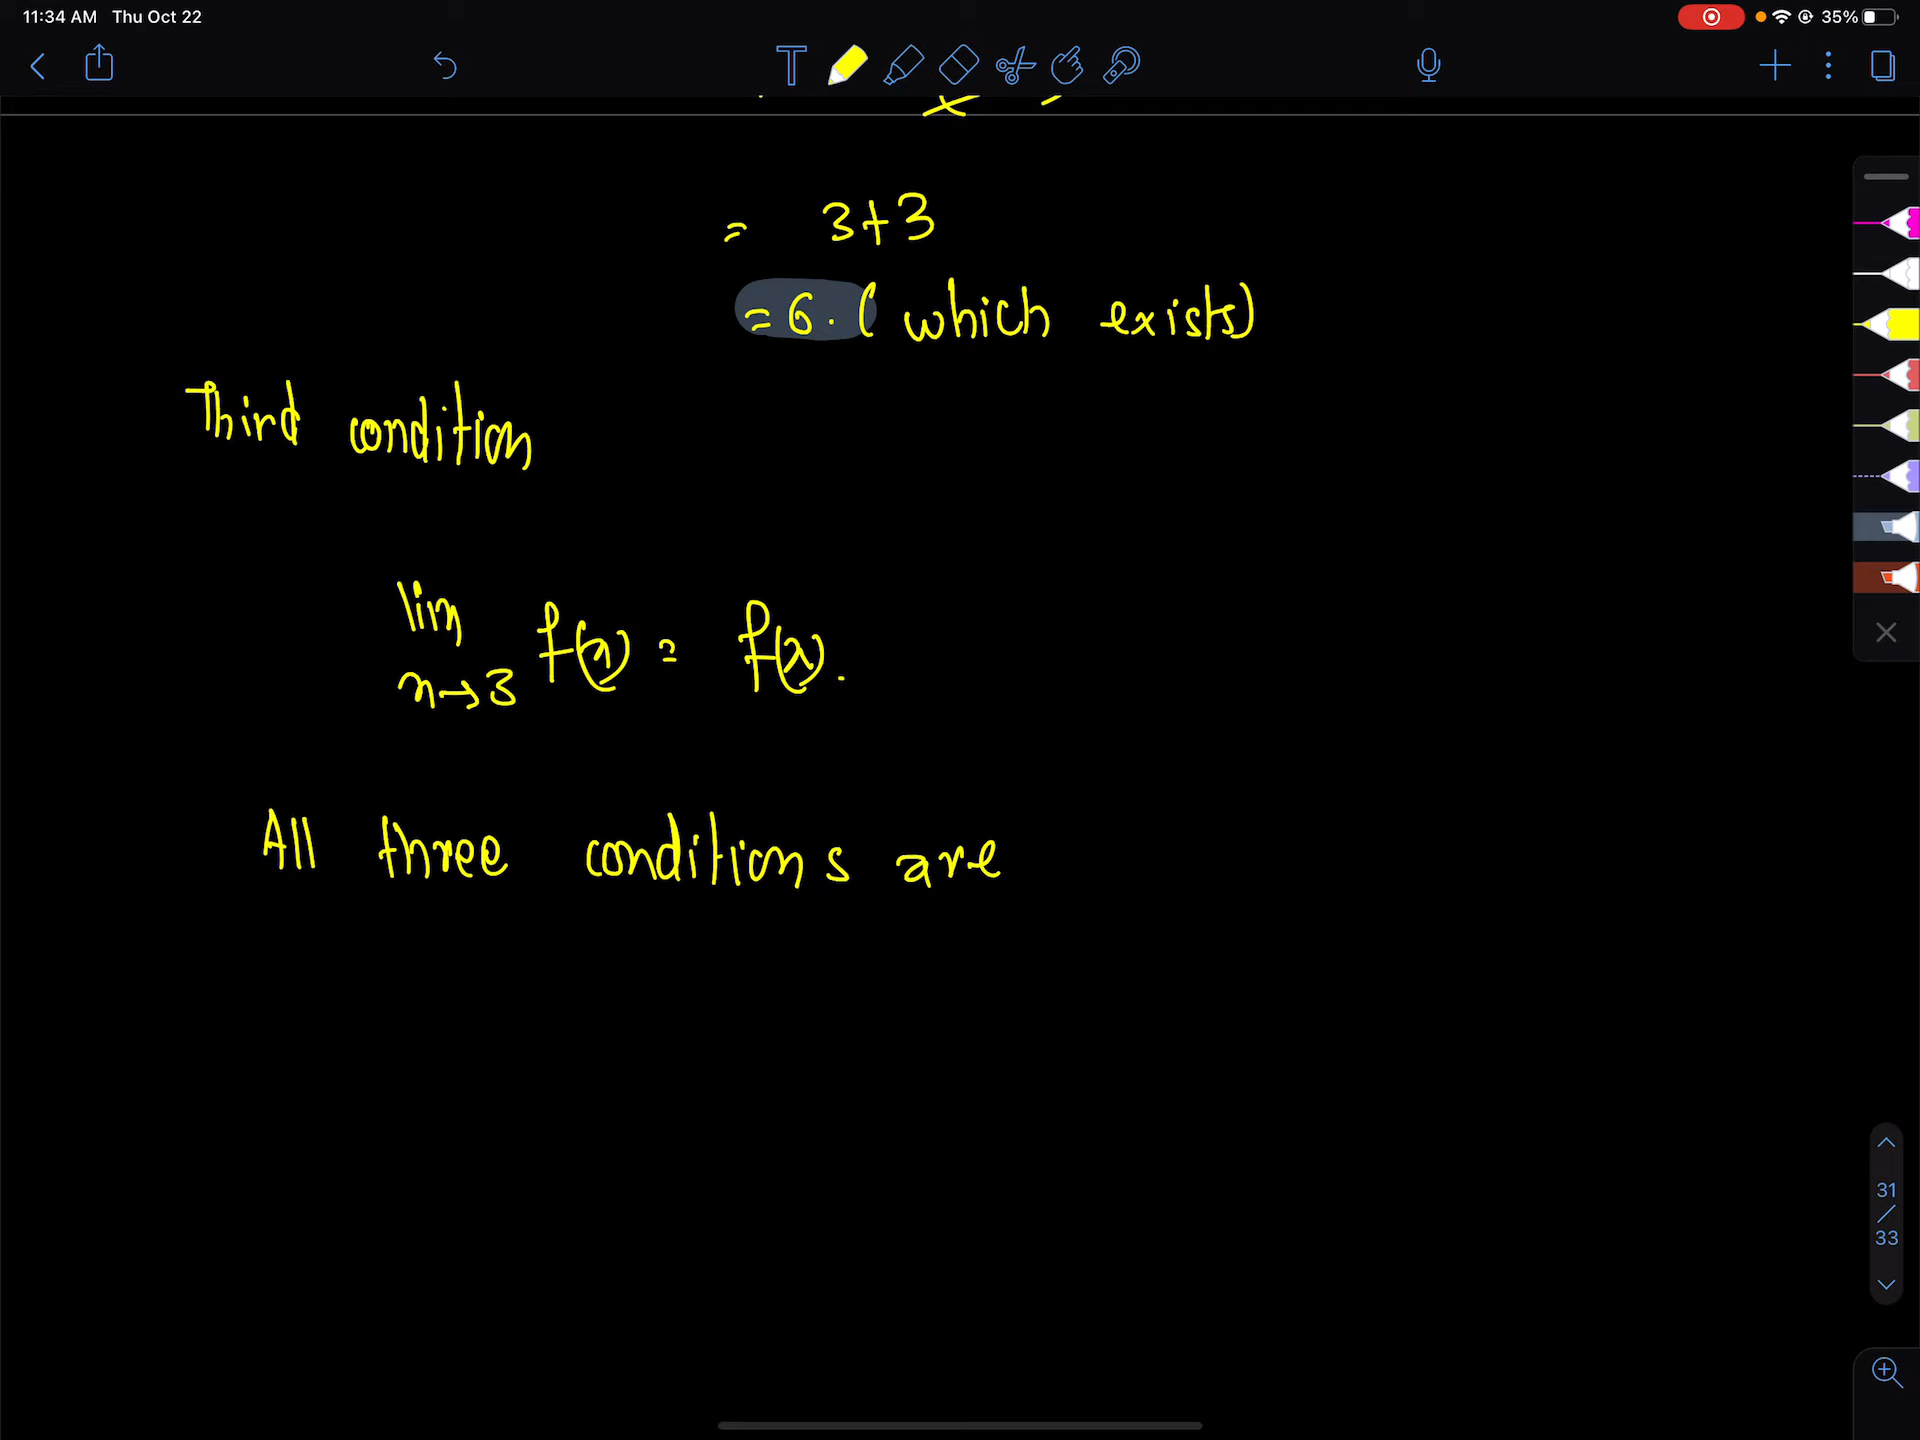 11:34 AM Thu Oct 22 35%
= 3+3
=6. (which exists)
Third condition
lim
x→3 f(x) = f(x).
All three conditions are
31
/
33